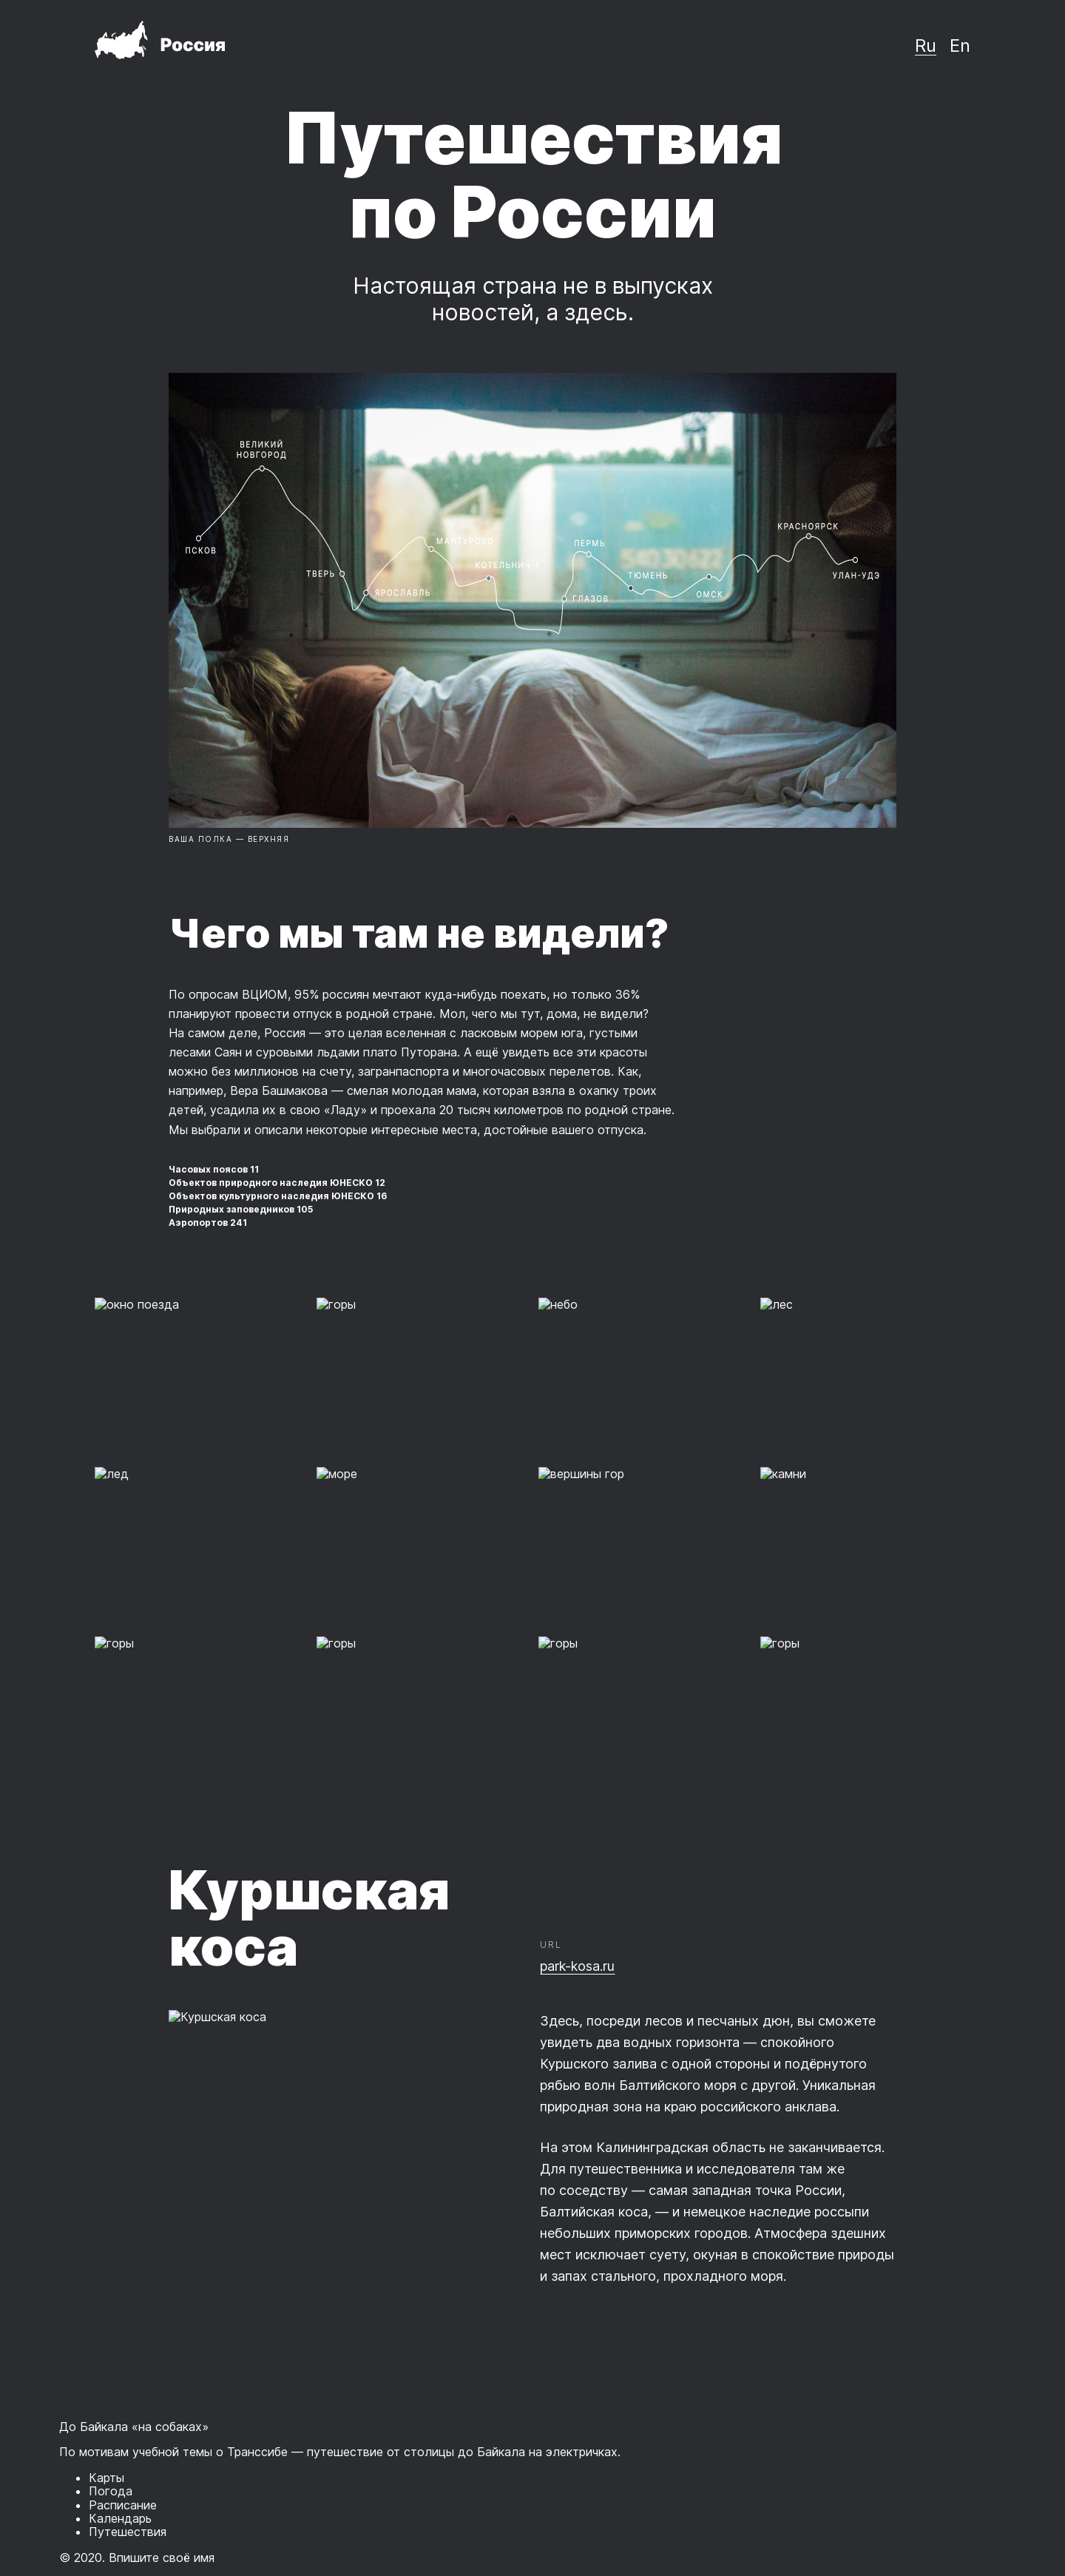 Россия
Ru En
Путешествия
по России
Настоящая страна не в выпусках
новостей, а здесь.
ВЕЛИКИЙ
НОВГОРОД
ПСКОВ
ТВЕРЬ
ЯРОСЛАВЛЬ
МАНТУРОВО
КОТЕЛЬНИЧ-1
ПЕРМЬ
ГЛАЗОВ
ТЮМЕНЬ
ОМСК
КРАСНОЯРСК
УЛАН-УДЭ
ВАША ПОЛКА — ВЕРХНЯЯ
Чего мы там не видели?
По опросам ВЦИОМ, 95% россиян мечтают куда-нибудь поехать, но только 36%
планируют провести отпуск в родной стране. Мол, чего мы тут, дома, не видели?
На самом деле, Россия — это целая вселенная с ласковым морем юга, густыми
лесами Саян и суровыми льдами плато Путорана. А ещё увидеть все эти красоты
можно без миллионов на счету, загранпаспорта и многочасовых перелетов. Как,
например, Вера Башмакова — смелая молодая мама, которая взяла в охапку троих
детей, усадила их в свою «Ладу» и проехала 20 тысяч километров по родной стране.
Мы выбрали и описали некоторые интересные места, достойные вашего отпуска.
Часовых поясов 11
Объектов природного наследия ЮНЕСКО 12
Объектов культурного наследия ЮНЕСКО 16
Природных заповедников 105
Аэропортов 241
окно поезда горы небо лес
лед море вершины гор камни
горы горы горы горы
Куршская
коса
URL
park-kosa.ru
Куршская коса
Здесь, посреди лесов и песчаных дюн, вы сможете
увидеть два водных горизонта — спокойного
Куршского залива с одной стороны и подёрнутого
рябью волн Балтийского моря с другой. Уникальная
природная зона на краю российского анклава.
На этом Калининградская область не заканчивается.
Для путешественника и исследователя там же
по соседству — самая западная точка России,
Балтийская коса, — и немецкое наследие россыпи
небольших приморских городов. Атмосфера здешних
мест исключает суету, окуная в спокойствие природы
и запах стального, прохладного моря.
До Байкала «на собаках»
По мотивам учебной темы о Транссибе — путешествие от столицы до Байкала на электричках.
• Карты
• Погода
• Расписание
• Календарь
• Путешествия
© 2020. Впишите своё имя